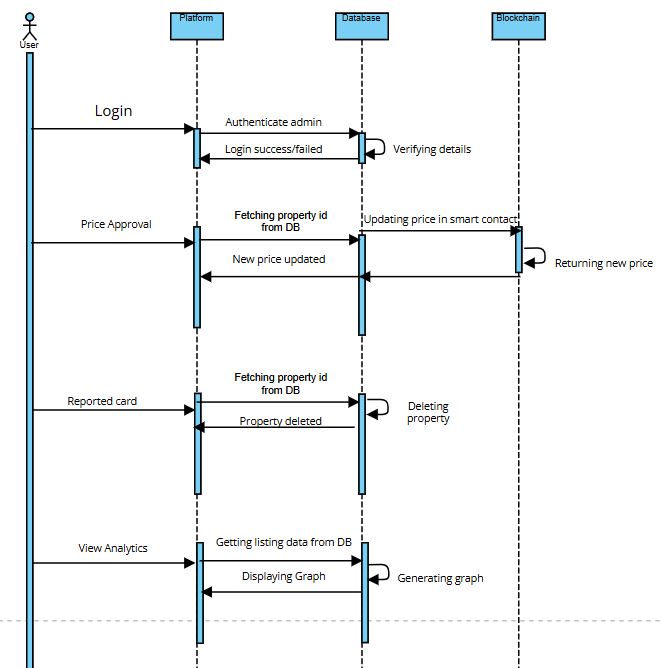 Platform
Database
Blockchain
User
Login
Authenticate admin
Login success/failed
Verifying details
Price Approval
Fetching property id
from DB
Updating price in smart contact
New price updated
Returning new price
Reported card
Fetching property id
from DB
Property deleted
Deleting
property
View Analytics
Getting listing data from DB
Displaying Graph
Generating graph